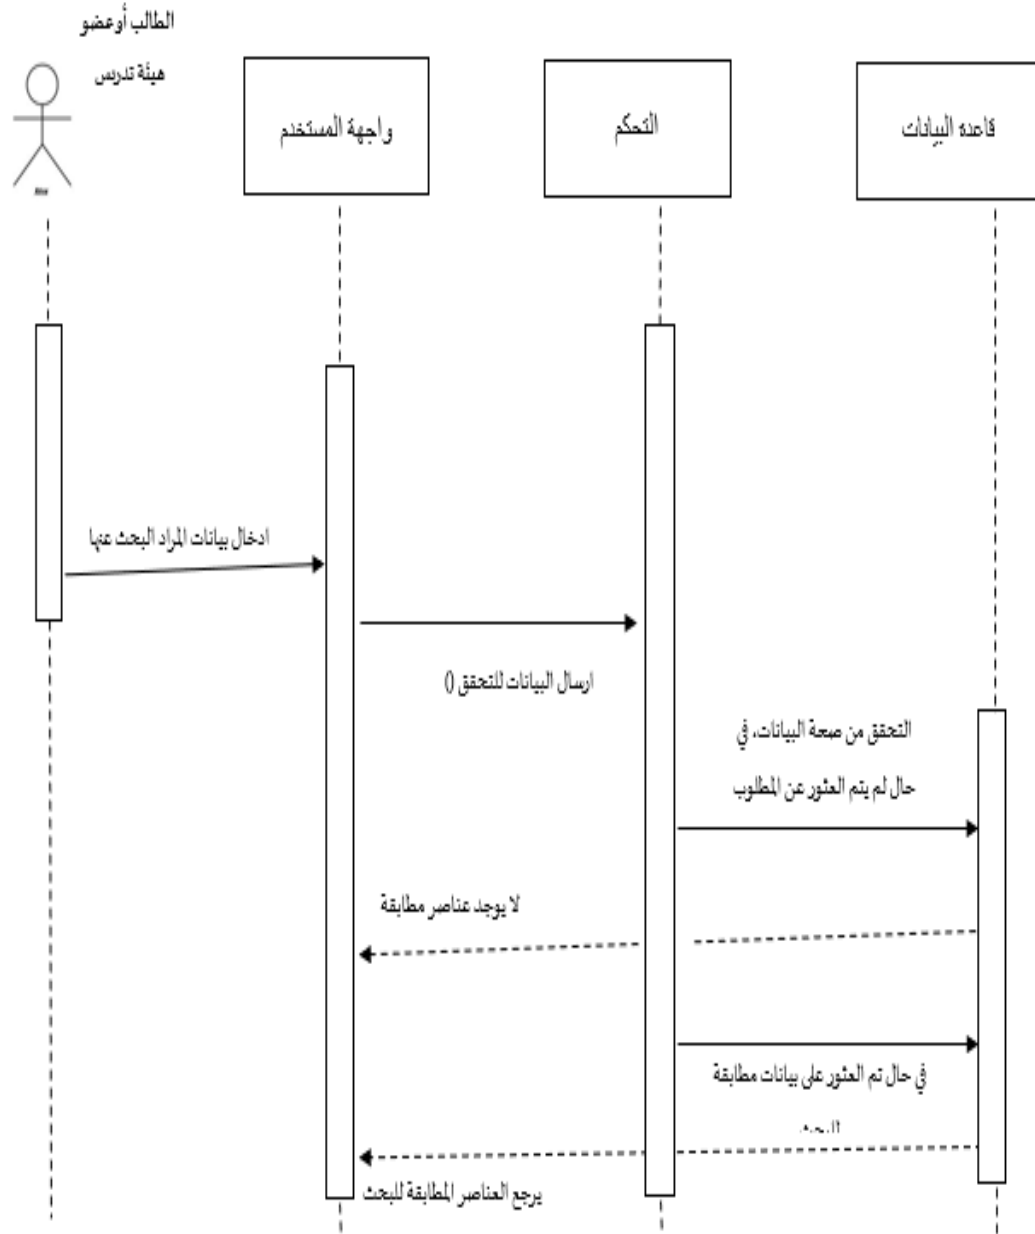 الطالب أوعضو
هيئة تدريس
واجهة المستخدم
التحكم
قاعدة البيانات
ادخال بيانات المراد البحث عنها
ارسال البيانات للتحقق ()
التحقق من صحة البيانات، في
حال لم يتم العثور عن المطلوب
لا يوجد عناصر مطابقة
في حال تم العثور على بيانات مطابقة
يرجع العناصر المطابقة للبحث